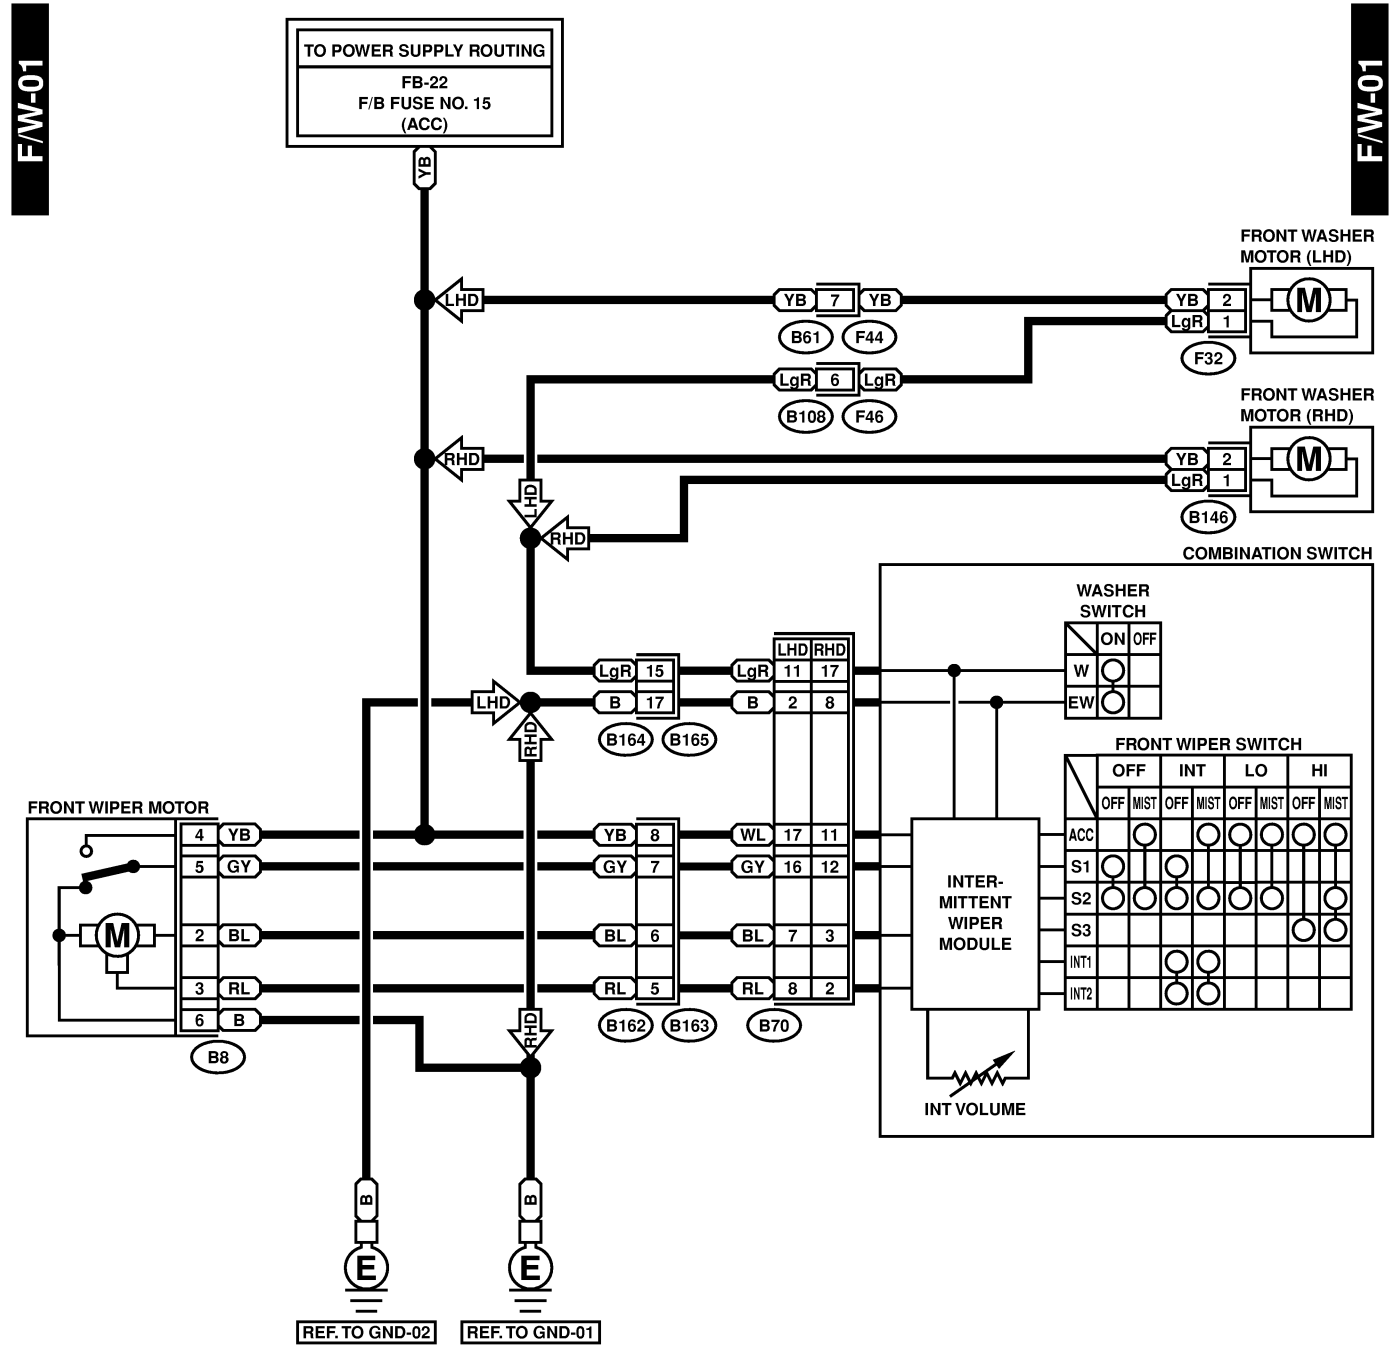 F/W-01
F/W-01
TO POWER SUPPLY ROUTING
FB-22
F/B FUSE NO. 15
(ACC)
YB
FRONT WASHER
MOTOR (LHD)
LHD
YB 7 YB
YB 2
M
LgR 1
B61 F44
F32
LgR 6 LgR
B108 F46
FRONT WASHER
MOTOR (RHD)
RHD
YB 2
M
LgR 1
LHD
B146
RHD
COMBINATION SWITCH
WASHER
SWITCH
ON OFF
LHD RHD
LgR 15 LgR 11 17
W
LHD
B 17 B 2 8
EW
RHD
B164 B165
FRONT WIPER SWITCH
OFF INT LO HI
OFF MIST OFF MIST OFF MIST OFF MIST
FRONT WIPER MOTOR
4 YB YB 8 WL 17 11
ACC
5 GY GY 7 GY 16 12
S1
INTER-
MITTENT
WIPER
MODULE
S2
M
2 BL BL 6 BL 7 3
S3
INT1
3 RL RL 5 RL 8 2
INT2
6 B
RHD
B162 B163 B70
B8
INT VOLUME
B B
E E
REF. TO GND-02 REF. TO GND-01